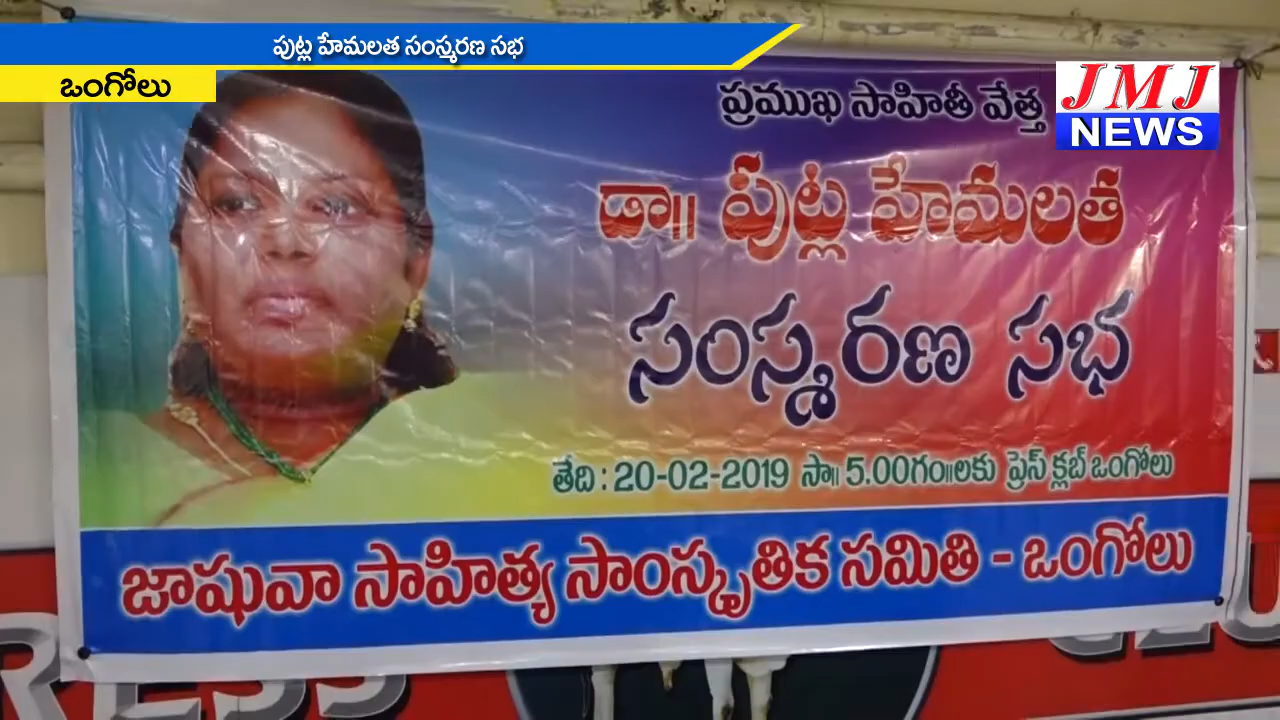 పుట్ల హేమలత సంస్మరణ సభ
ఒంగోలు
JMJ
NEWS
ప్రముఖ సాహితీ వేత్త
డా॥ పుట్ల హేమలత
సంస్మరణ సభ
తేది : 20-02-2019 సా॥ 5.00గం॥లకు ప్రెస్ క్లబ్ ఒంగోలు
జాషువా సాహిత్య సాంస్కృతిక సమితి - ఒంగోలు